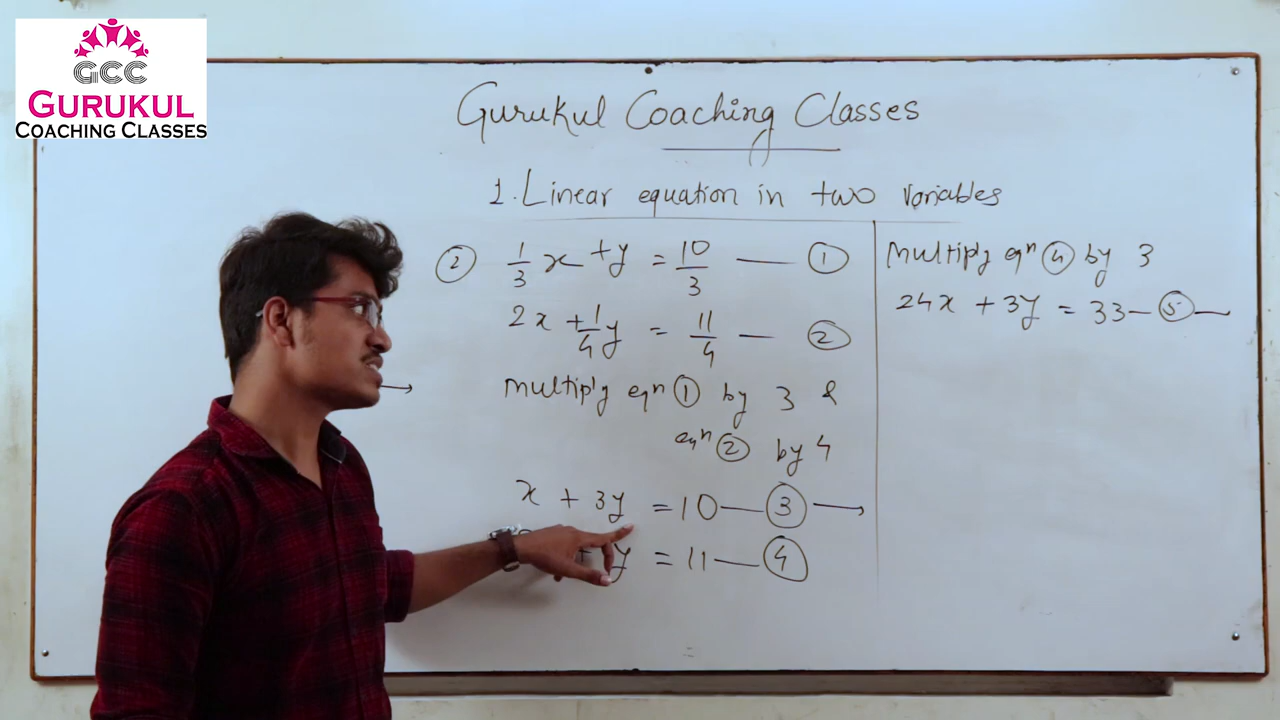 GCC
GURUKUL
COACHING CLASSES
Gurukul Coaching Classes
1. Linear equation in two variables
② 1/3 x + y = 10/3 — ①
2x + 1/4 y = 11/4 — ②
multiply eqn ① by 3 &
eqn ② by 4
x + 3y = 10 — ③ →
+ y = 11 — ④
Multiply eqn ④ by 3
24x + 3y = 33 — ⑤ —